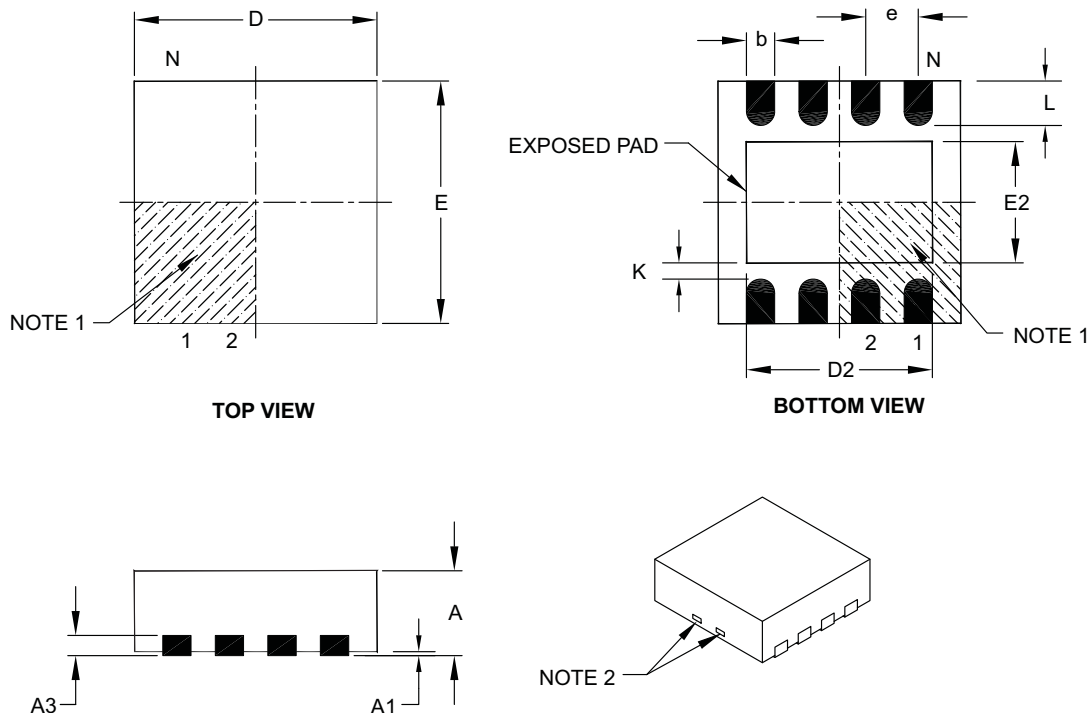 D
N
E
NOTE 1
1 2
TOP VIEW
e
b
N
L
EXPOSED PAD
E2
K
NOTE 1
2 1
D2
BOTTOM VIEW
A
A3
A1
NOTE 2